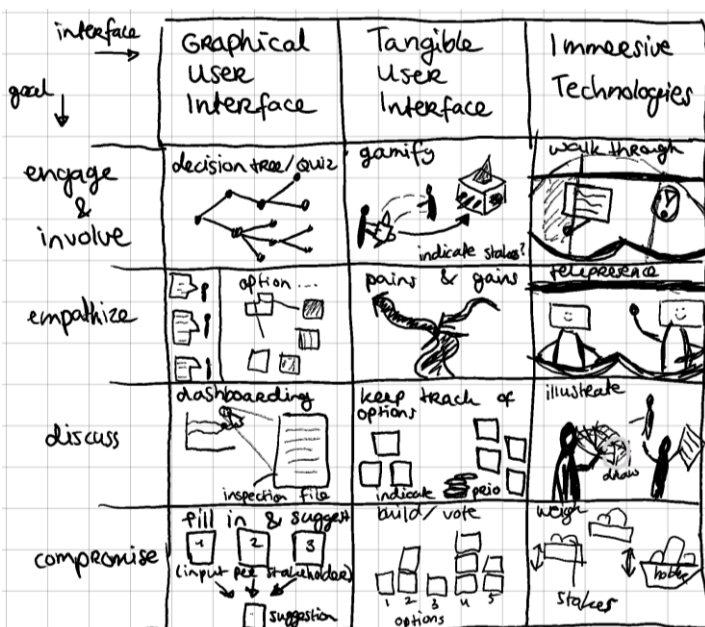 interface
goal
GRAPHICAL
USER
INTERFACE
Tangible
User
Interface
Immersive
Technologies
engage
&
involve
decision tree/quiz
gamify
indicate stakes?
walk through
empathize
option ...
pains & gains
telepresence
discuss
dashboarding
inspection file
keep track of
options
indicate prio
illustrate
draw
compromise
fill in & suggest
1 2 3
(input per stakeholder)
suggestion
build/vote
1 2 3 4 5
options
weigh
stakes